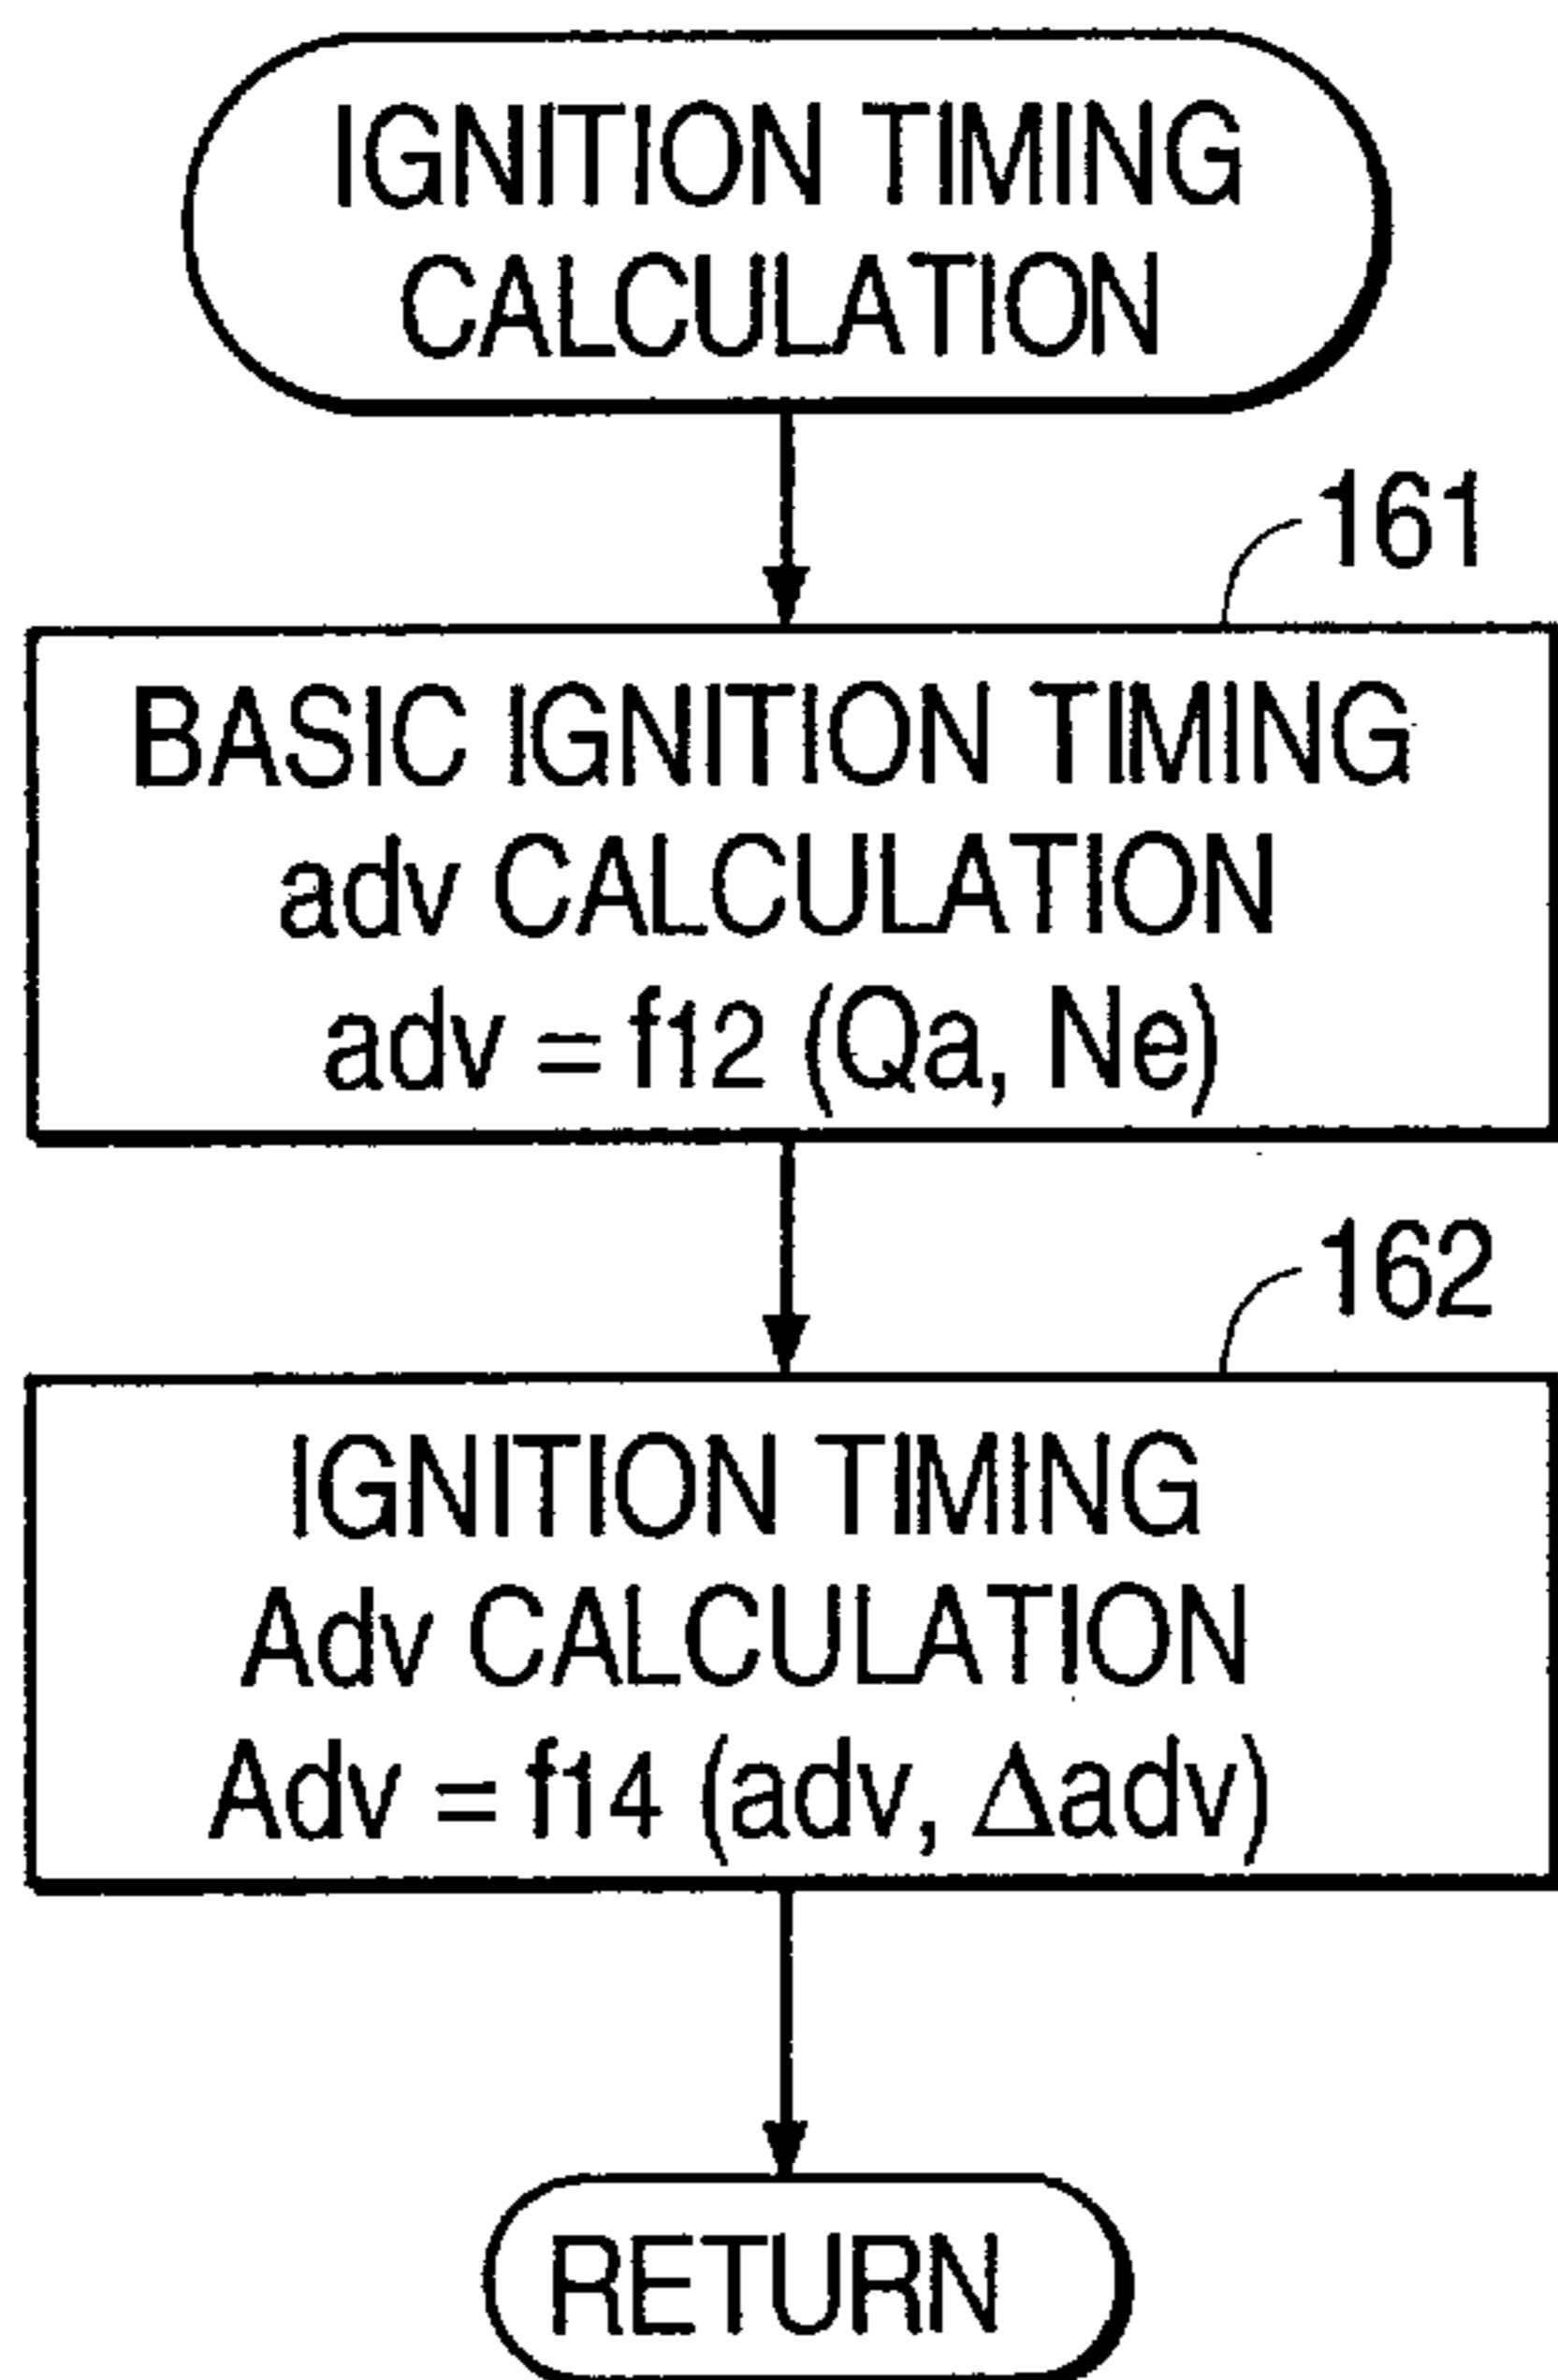 IGNITION TIMING
CALCULATION
161
BASIC IGNITION TIMING
adv CALCULATION
adv = f12 (Qa, Ne)
162
IGNITION TIMING
Adv CALCULATION
Adv = f14 (adv, Δadv)
RETURN